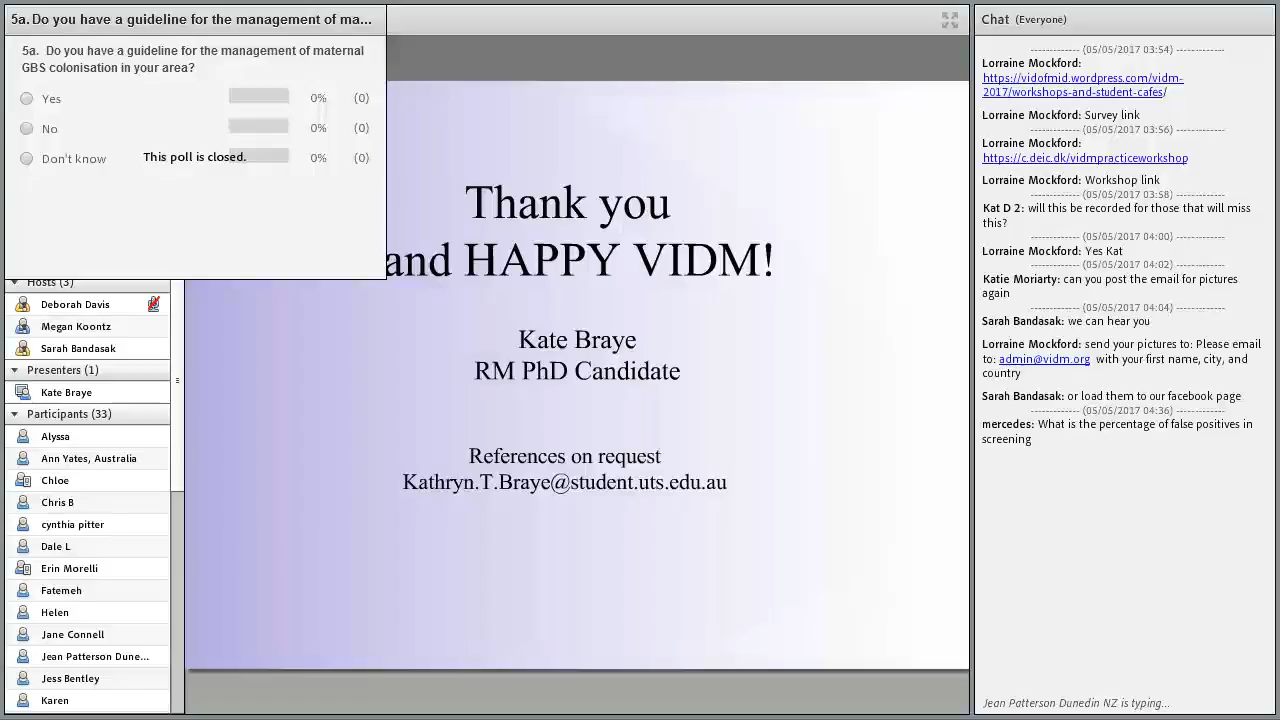 5a. Do you have a guideline for the management of ma...
5a. Do you have a guideline for the management of maternal
GBS colonisation in your area?
Yes 0% (0)
No 0% (0)
Don't know This poll is closed. 0% (0)
Hosts (3)
Deborah Davis
Megan Koontz
Sarah Bandasak
Presenters (1)
Kate Braye
Participants (33)
Alyssa
Ann Yates, Australia
Chloe
Chris B
cynthia pitter
Dale L
Erin Morelli
Fatemeh
Helen
Jane Connell
Jean Patterson Dune...
Jess Bentley
Karen
Thank you
and HAPPY VIDM!
Kate Braye
RM PhD Candidate
References on request
Kathryn.T.Braye@student.uts.edu.au
Chat (Everyone)
------------- (05/05/2017 03:54) -------------
Lorraine Mockford:
https://vidofmid.wordpress.com/vidm-
2017/workshops-and-student-cafes/
Lorraine Mockford: Survey link
------------- (05/05/2017 03:56) -------------
Lorraine Mockford:
https://c.deic.dk/vidmpracticeworkshop
Lorraine Mockford: Workshop link
------------- (05/05/2017 03:58) -------------
Kat D 2: will this be recorded for those that will miss
this?
------------- (05/05/2017 04:00) -------------
Lorraine Mockford: Yes Kat
------------- (05/05/2017 04:02) -------------
Katie Moriarty: can you post the email for pictures
again
------------- (05/05/2017 04:04) -------------
Sarah Bandasak: we can hear you
Lorraine Mockford: send your pictures to: Please email
to: admin@vidm.org with your first name, city, and
country
Sarah Bandasak: or load them to our facebook page
------------- (05/05/2017 04:36) -------------
mercedes: What is the percentage of false positives in
screening
Jean Patterson Dunedin NZ is typing...